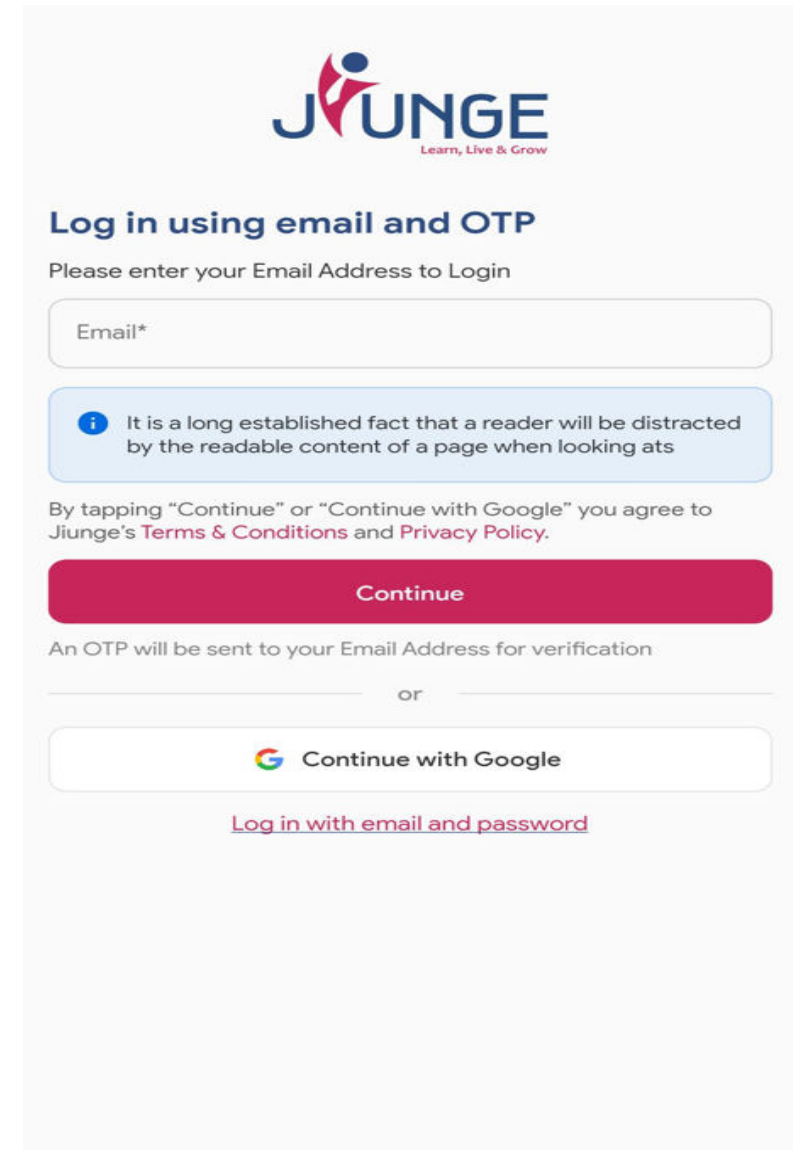 JIUNGE
Learn, Live & Grow
Log in using email and OTP
Please enter your Email Address to Login
Email*
It is a long established fact that a reader will be distracted
by the readable content of a page when looking ats
By tapping “Continue” or “Continue with Google” you agree to
Jiunge’s Terms & Conditions and Privacy Policy.
Continue
An OTP will be sent to your Email Address for verification
or
Continue with Google
Log in with email and password